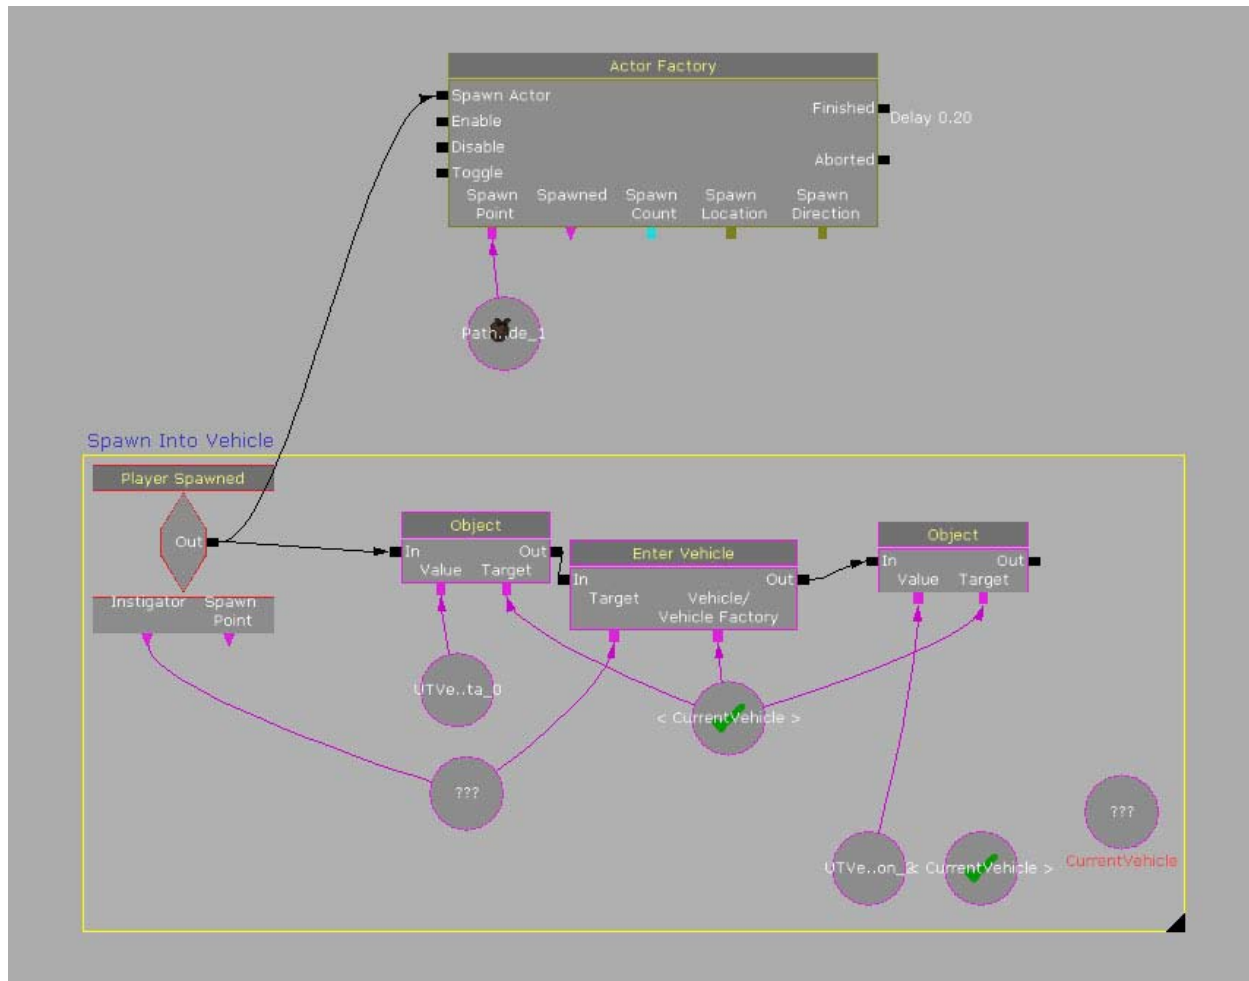 Actor Factory
Spawn Actor
Enable
Disable
Toggle
Finished
Delay 0.20
Aborted
Spawn
Point
Spawned
Spawn
Count
Spawn
Location
Spawn
Direction
Path..de_1
Spawn Into Vehicle
Player Spawned
Out
Instigator
Spawn
Point
Object
In
Out
Value
Target
Enter Vehicle
In
Out
Target
Vehicle/
Vehicle Factory
Object
In
Out
Value
Target
UTVe..ta_0
< CurrentVehicle >
???
UTVe..on_2
< CurrentVehicle >
???
CurrentVehicle